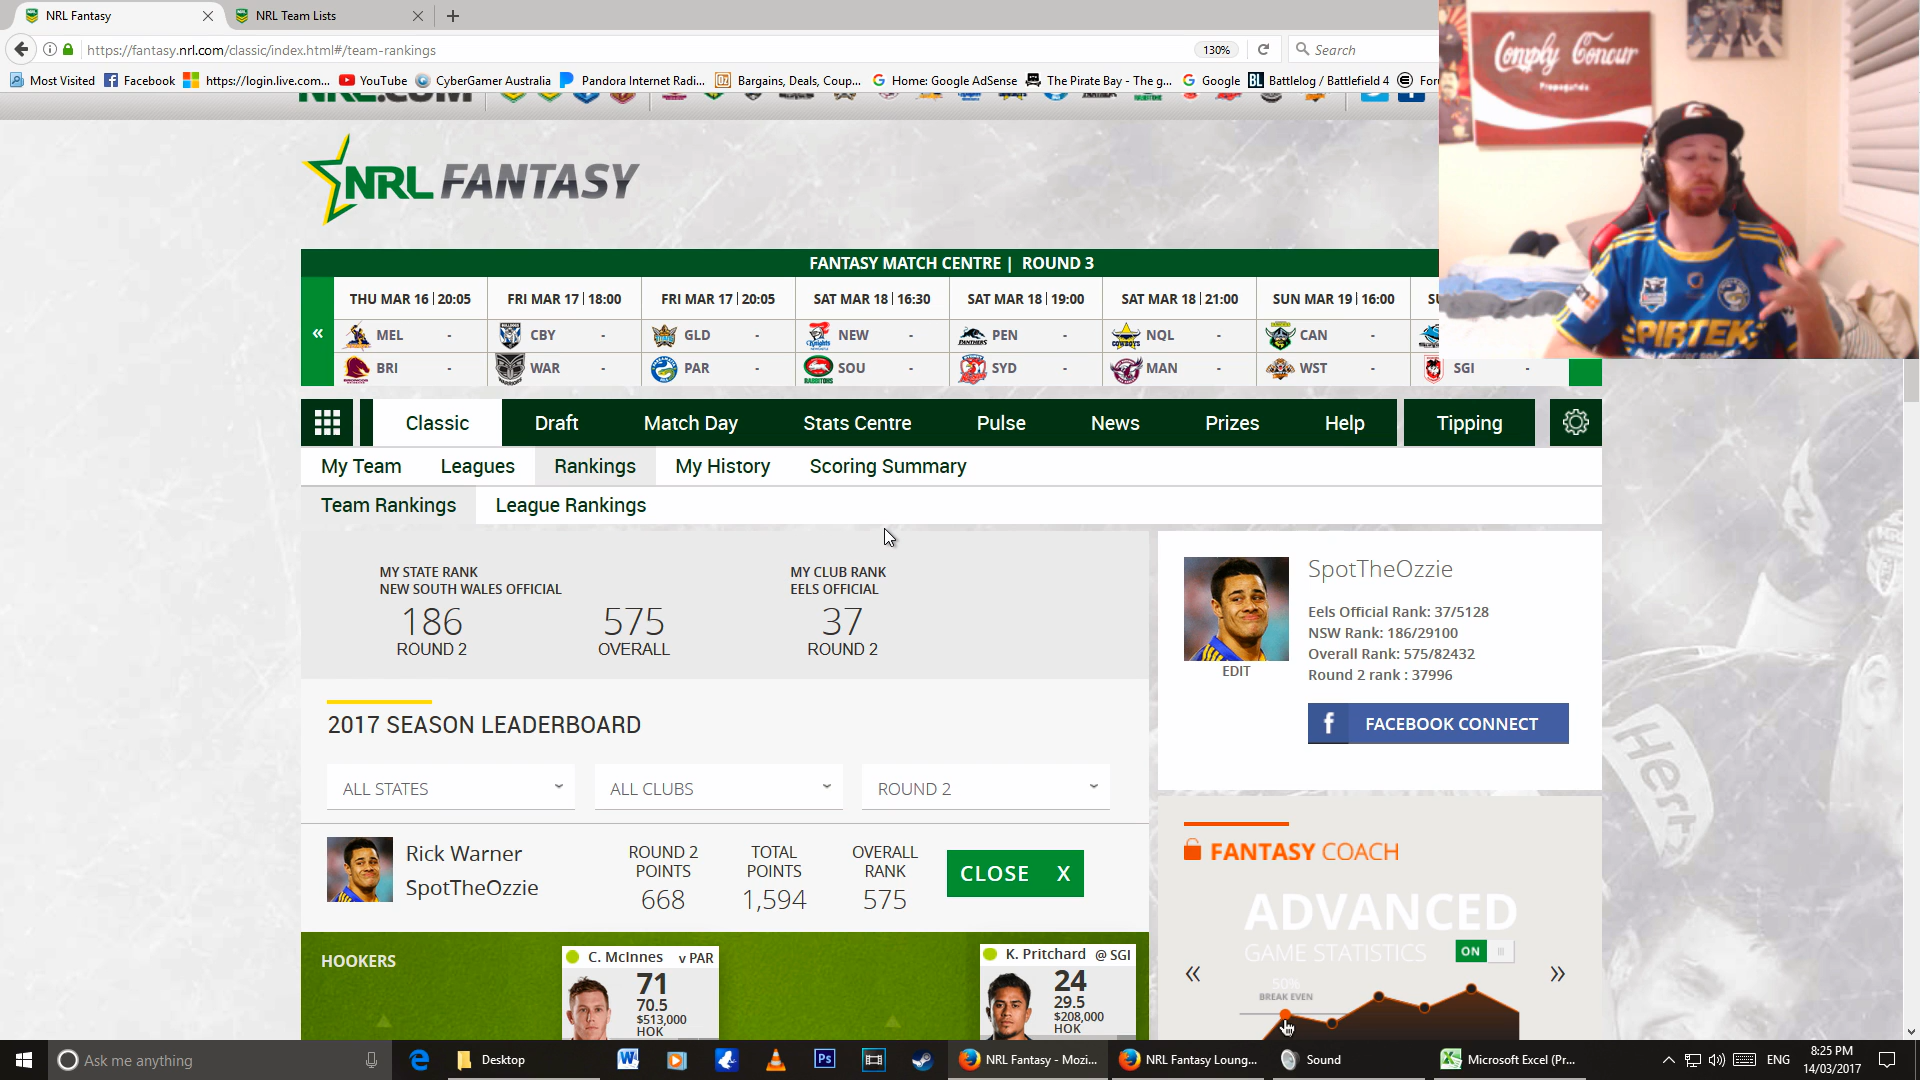 NRL Fantasy
NRL Team Lists
https://fantasy.nrl.com/classic/index.html#/team-rankings
130%
Search
Most Visited
Facebook
https://login.live.com...
YouTube
CyberGamer Australia
Pandora Internet Radi...
Bargains, Deals, Coup...
Home: Google AdSense
The Pirate Bay - The g...
Google
Battlelog / Battlefield 4
For
NRL.COM
Comply Concur
Propaganda
PIRTEK
NRL FANTASY
FANTASY MATCH CENTRE | ROUND 3
THU MAR 16 | 20:05
FRI MAR 17 | 18:00
FRI MAR 17 | 20:05
SAT MAR 18 | 16:30
SAT MAR 18 | 19:00
SAT MAR 18 | 21:00
SUN MAR 19 | 16:00
SU
« MEL - CBY - GLD - NEW - PEN - NQL - CAN -
BRI - WAR - PAR - SOU - SYD - MAN - WST - SGI -
Classic Draft Match Day Stats Centre Pulse News Prizes Help Tipping
My Team Leagues Rankings My History Scoring Summary
Team Rankings League Rankings
MY STATE RANK
NEW SOUTH WALES OFFICIAL
186
ROUND 2
575
OVERALL
MY CLUB RANK
EELS OFFICIAL
37
ROUND 2
SpotTheOzzie
Eels Official Rank: 37/5128
NSW Rank: 186/29100
Overall Rank: 575/82432
Round 2 rank : 37996
EDIT
f FACEBOOK CONNECT
2017 SEASON LEADERBOARD
ALL STATES
ALL CLUBS
ROUND 2
Rick Warner
SpotTheOzzie
ROUND 2
POINTS
668
TOTAL
POINTS
1,594
OVERALL
RANK
575
CLOSE X
FANTASY COACH
ADVANCED
GAME STATISTICS
ON
50%
BREAK EVEN
« »
HOOKERS
C. McInnes v PAR
71
70.5
$513,000
HOK
K. Pritchard @ SGI
24
29.5
$208,000
HOK
Hert
Ask me anything
Desktop
NRL Fantasy - Mozi...
NRL Fantasy Loung...
Sound
Microsoft Excel (Pr...
ENG
8:25 PM
14/03/2017